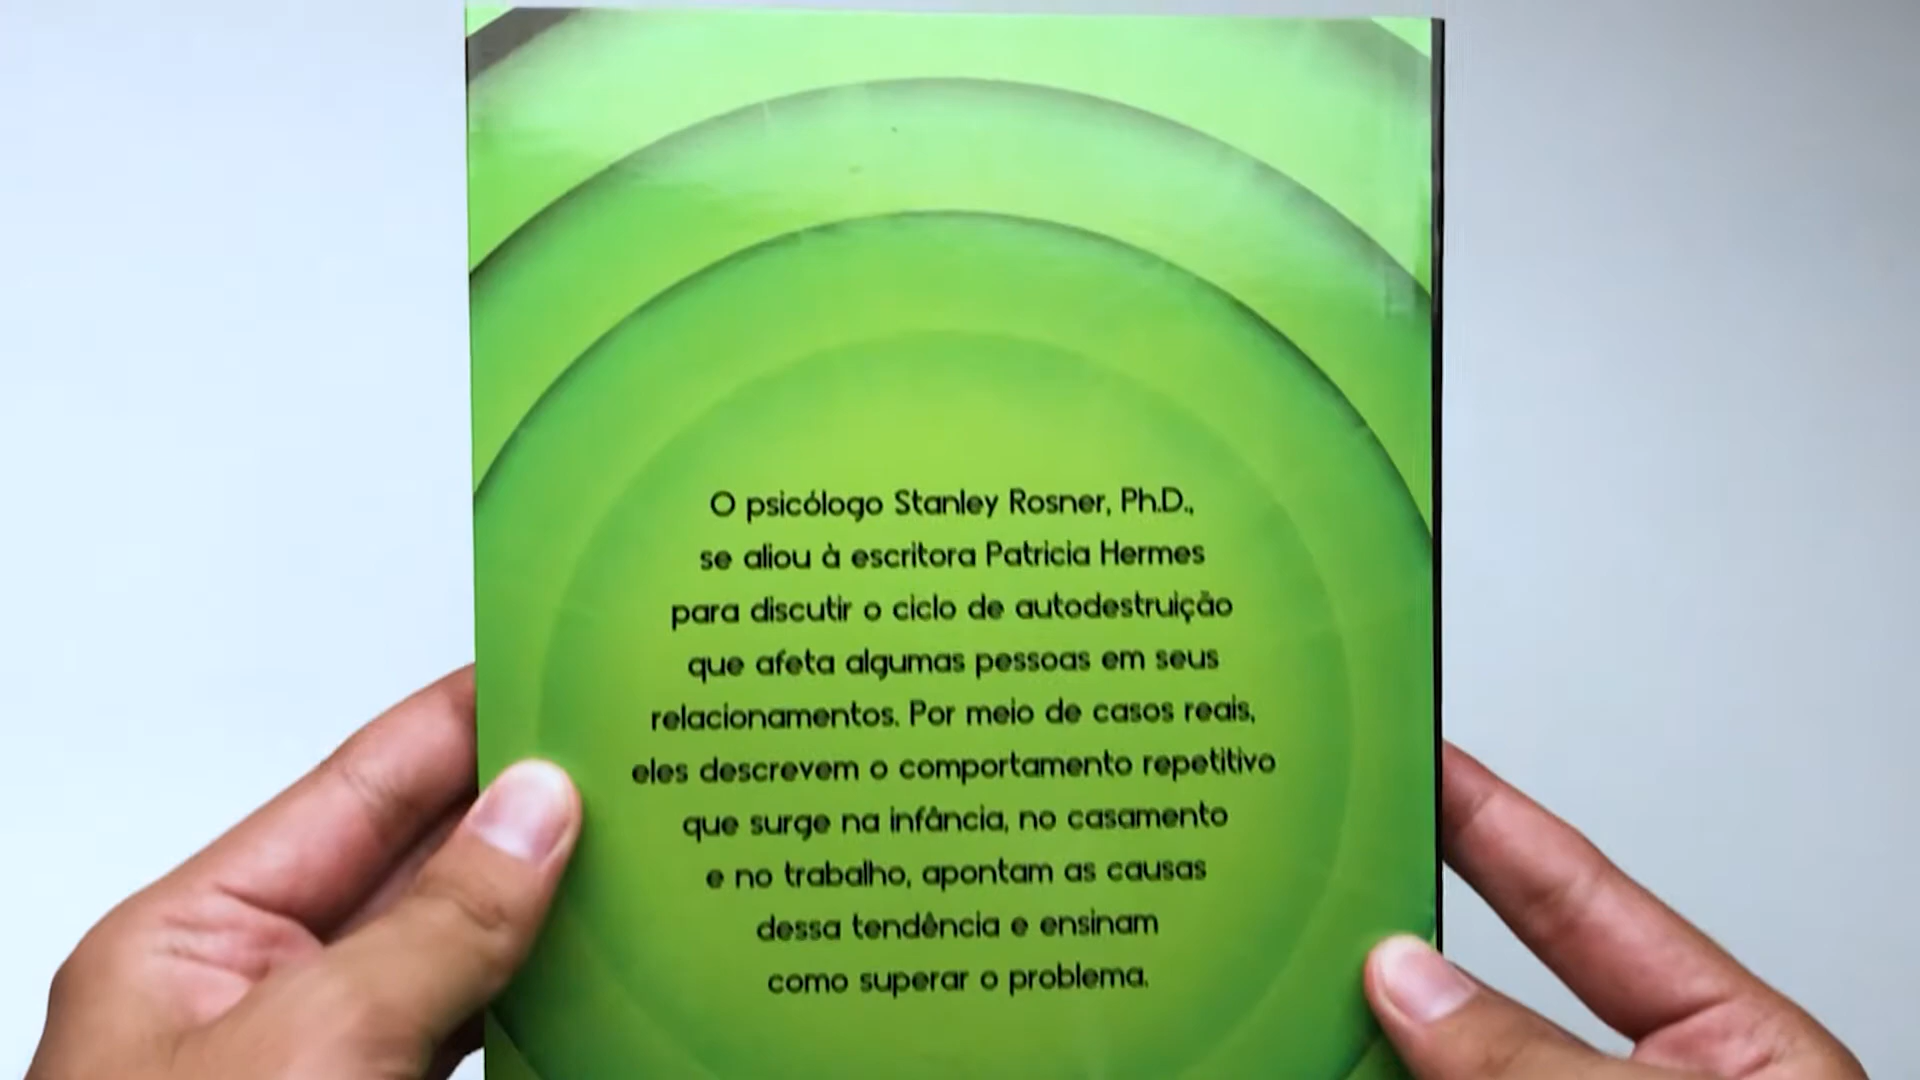 O psicólogo Stanley Rosner, Ph.D.,
se aliou à escritora Patricia Hermes
para discutir o ciclo de autodestruição
que afeta algumas pessoas em seus
relacionamentos. Por meio de casos reais,
eles descrevem o comportamento repetitivo
que surge na infância, no casamento
e no trabalho, apontam as causas
dessa tendência e ensinam
como superar o problema.